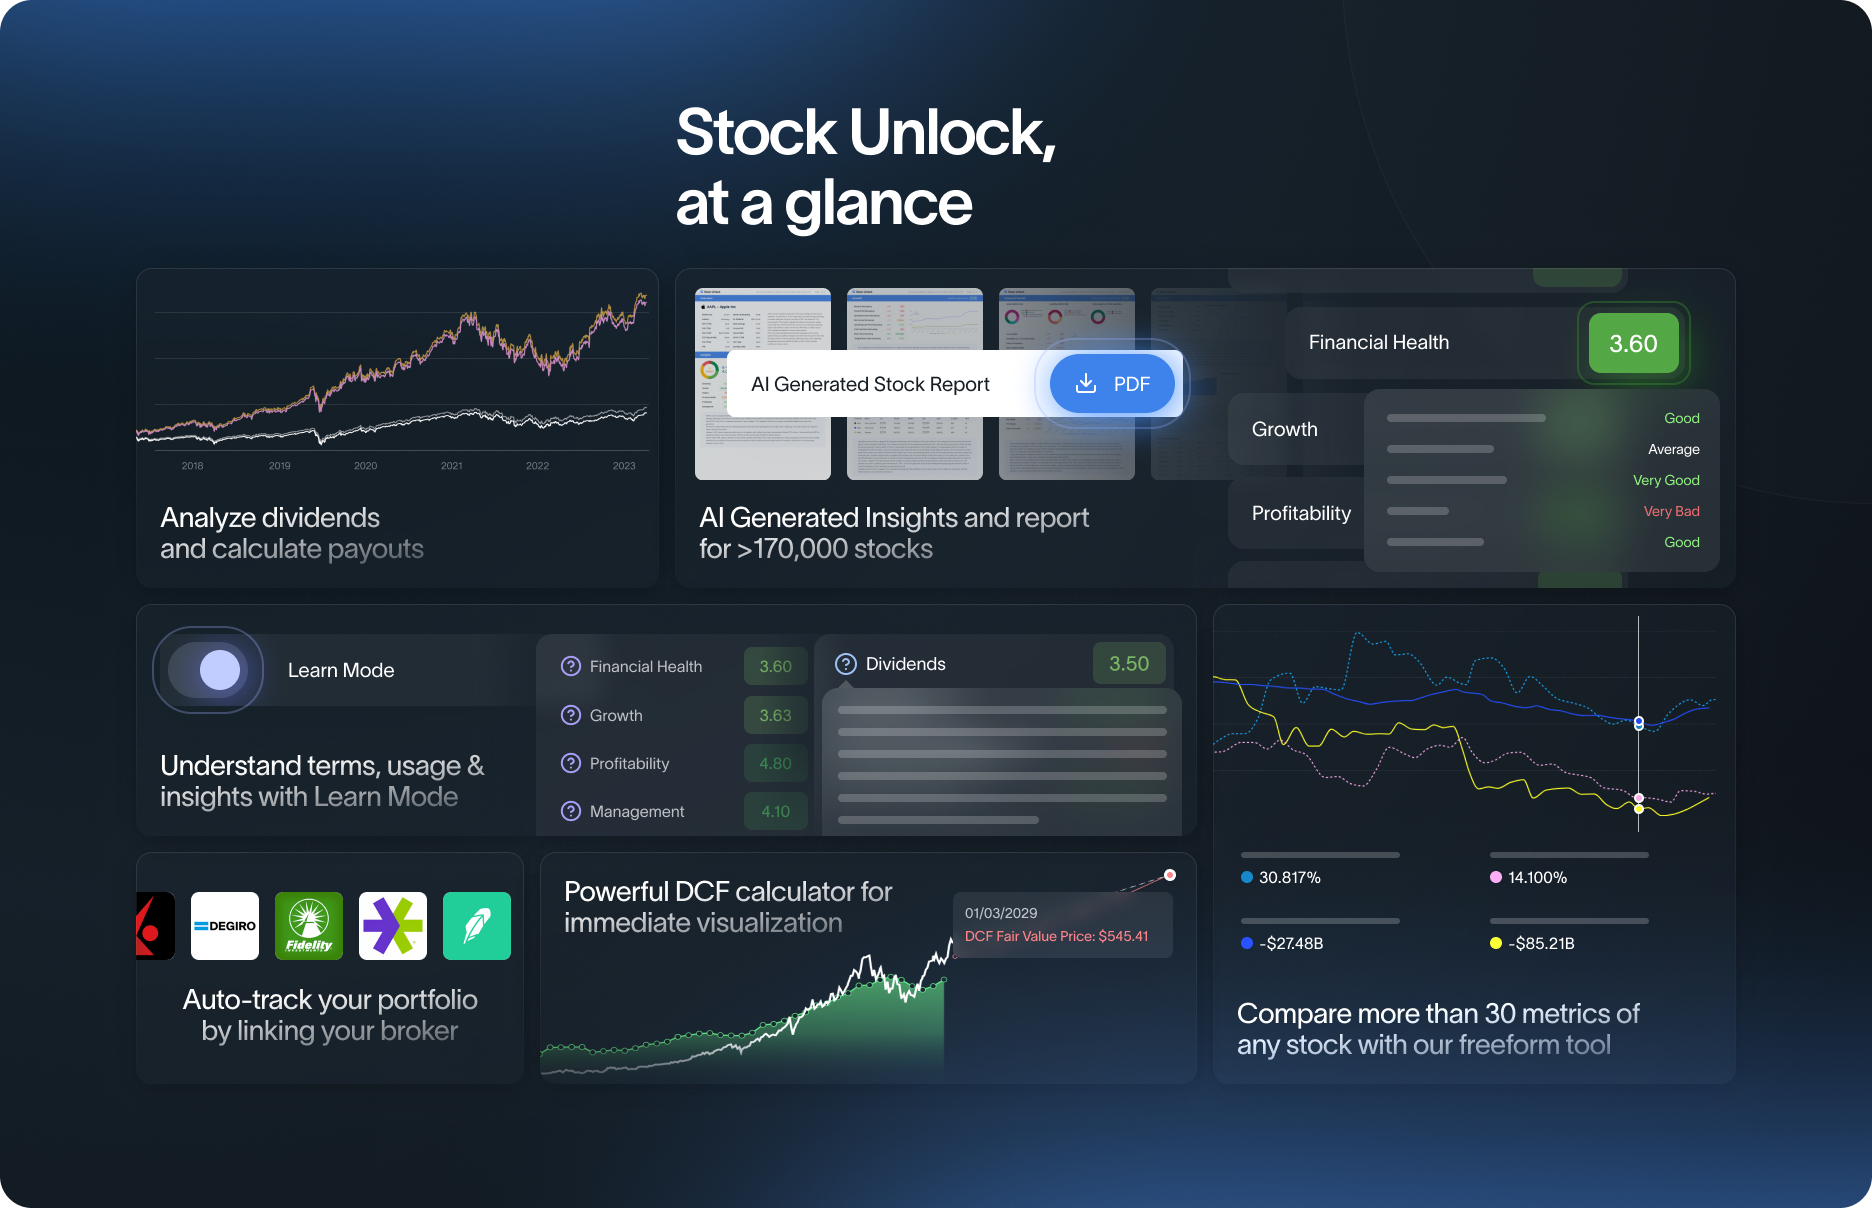 Stock Unlock,
at a glance
2018 2019 2020 2021 2022 2023
Analyze dividends
and calculate payouts
AAPL - Apple Inc
AI Generated Stock Report
PDF
AI Generated Insights and report
for >170,000 stocks
Financial Health
3.60
Growth
Profitability
Good
Average
Very Good
Very Bad
Good
Learn Mode
Understand terms, usage &
insights with Learn Mode
Financial Health 3.60
Growth 3.63
Profitability 4.80
Management 4.10
Dividends 3.50
30.817%
14.100%
-$27.48B
-$85.21B
Compare more than 30 metrics of
any stock with our freeform tool
DEGIRO
Fidelity
INVESTMENTS
Auto-track your portfolio
by linking your broker
Powerful DCF calculator for
immediate visualization
01/03/2029
DCF Fair Value Price: $545.41